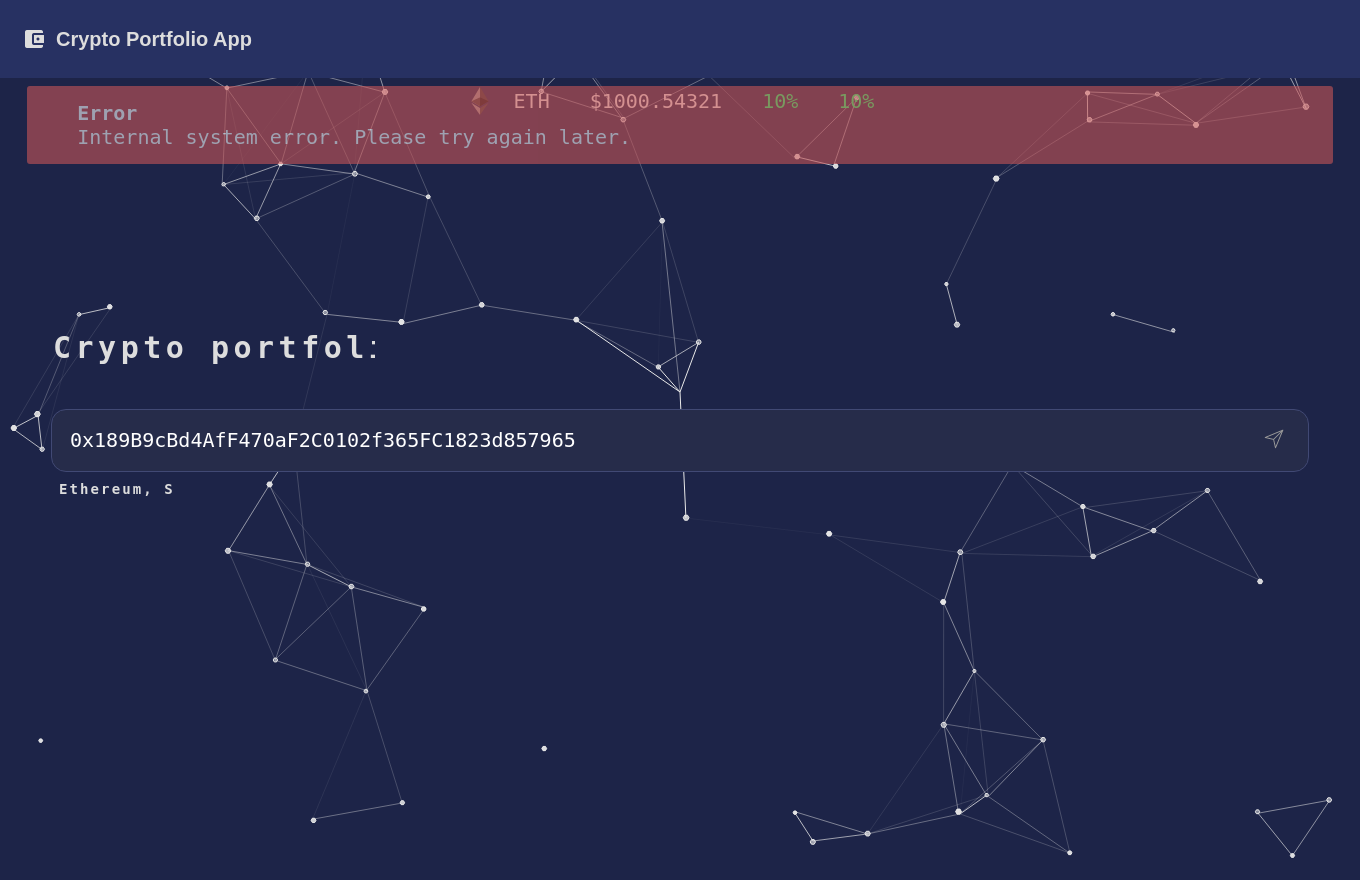 Crypto Portfolio App
ETH $1000.54321 10% 10%
Error
Internal system error. Please try again later.
Crypto portfol:
0x189B9cBd4AfF470aF2C0102f365FC1823d857965
Ethereum, S